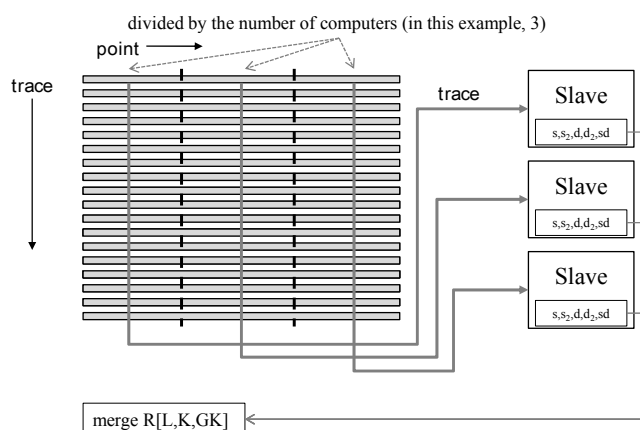 divided by the number of computers (in this example, 3)
point
trace
trace
Slave
s,s₂,d,d₂,sd
Slave
s,s₂,d,d₂,sd
Slave
s,s₂,d,d₂,sd
merge R[L,K,GK]